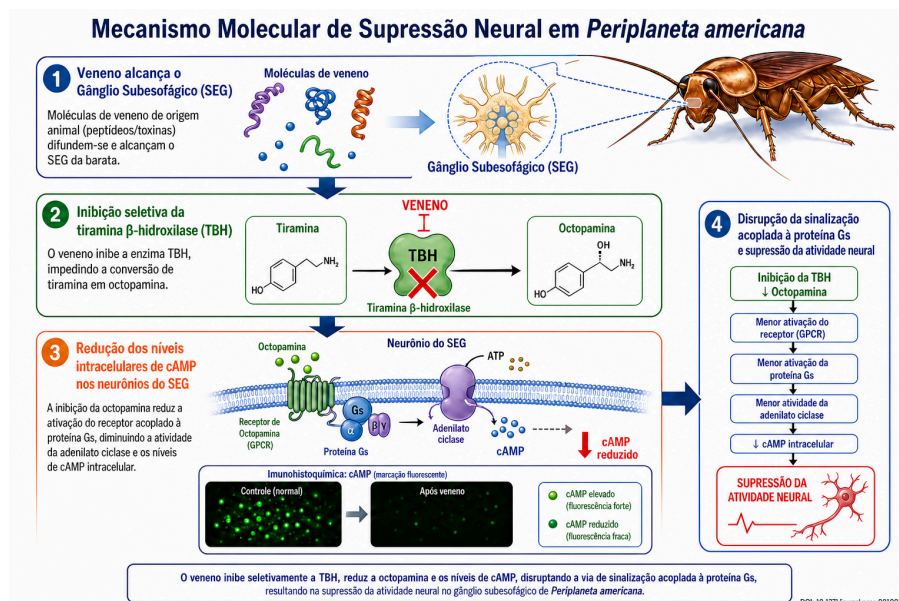 Mecanismo Molecular de Supressão Neural em Periplaneta americana
1
Veneno alcança o
Gânglio Subesofágico (SEG)
Moléculas de veneno de origem
animal (peptídeos/toxinas)
difundem-se e alcançam o
SEG da barata.
Moléculas de veneno
Gânglio Subesofágico (SEG)
2
Inibição seletiva da
tiramina β-hidroxilase (TBH)
O veneno inibe a enzima TBH,
impedindo a conversão de
tiramina em octopamina.
Tiramina
NH₂
HO
VENENO
TBH
Tiramina β-hidroxilase
Octopamina
OH
NH₂
HO
3
Redução dos níveis
intracelulares de cAMP
nos neurônios do SEG
A inibição da octopamina reduz a
ativação do receptor acoplado à
proteína Gs, diminuindo a atividade
da adenilato ciclase e os níveis
de cAMP intracelular.
Neurônio do SEG
Octopamina
ATP
Gs
α
β γ
Receptor de
Octopamina
(GPCR)
Proteína Gs
Adenilato
ciclase
cAMP
cAMP
reduzido
Imunohistoquímica: cAMP (marcação fluorescente)
Controle (normal)
Após veneno
cAMP elevado
(fluorescência forte)
cAMP reduzido
(fluorescência fraca)
4
Disrupção da sinalização
acoplada à proteína Gs
e supressão da atividade neural
Inibição da TBH
↓ Octopamina
Menor ativação do
receptor (GPCR)
Menor ativação da
proteína Gs
Menor atividade da
adenilato ciclase
↓ cAMP intracelular
SUPRESSÃO DA
ATIVIDADE NEURAL
O veneno inibe seletivamente a TBH, reduz a octopamina e os níveis de cAMP, disruptando a via de sinalização acoplada à proteína Gs,
resultando na supressão da atividade neural no gânglio subesofágico de Periplaneta americana.